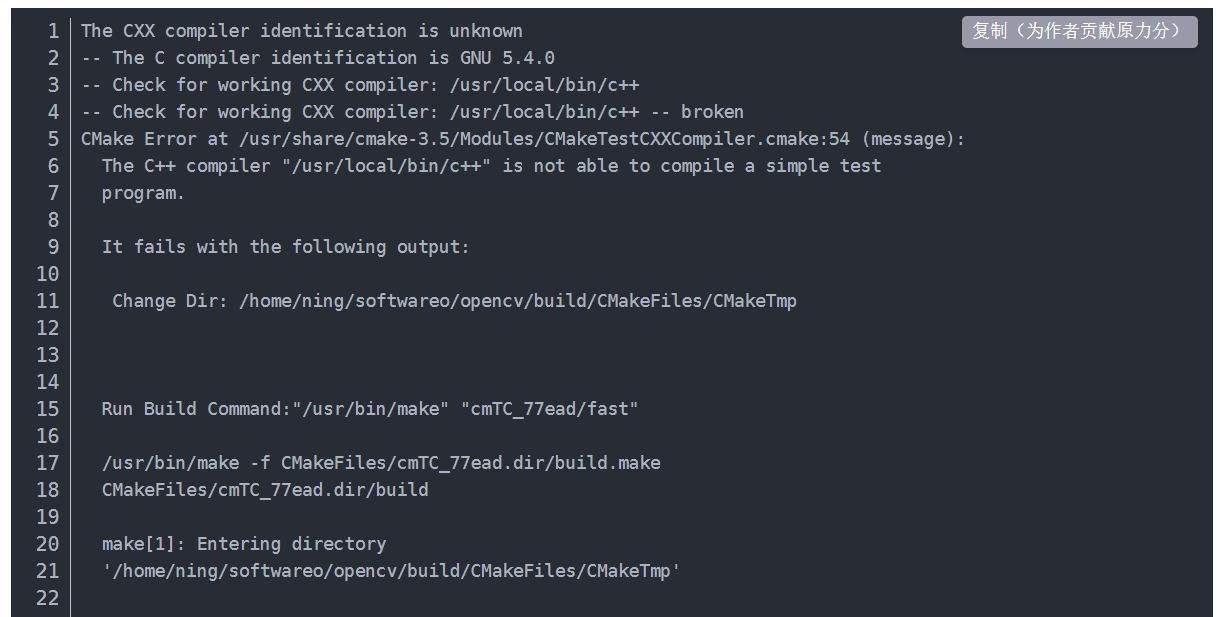 复制（为作者贡献原力分）
1 The CXX compiler identification is unknown
2 -- The C compiler identification is GNU 5.4.0
3 -- Check for working CXX compiler: /usr/local/bin/c++
4 -- Check for working CXX compiler: /usr/local/bin/c++ -- broken
5 CMake Error at /usr/share/cmake-3.5/Modules/CMakeTestCXXCompiler.cmake:54 (message):
6 The C++ compiler "/usr/local/bin/c++" is not able to compile a simple test
7 program.
8
9 It fails with the following output:
10
11 Change Dir: /home/ning/softwareo/opencv/build/CMakeFiles/CMakeTmp
12
13
14
15 Run Build Command:"/usr/bin/make" "cmTC_77ead/fast"
16
17 /usr/bin/make -f CMakeFiles/cmTC_77ead.dir/build.make
18 CMakeFiles/cmTC_77ead.dir/build
19
20 make[1]: Entering directory
21 '/home/ning/softwareo/opencv/build/CMakeFiles/CMakeTmp'
22